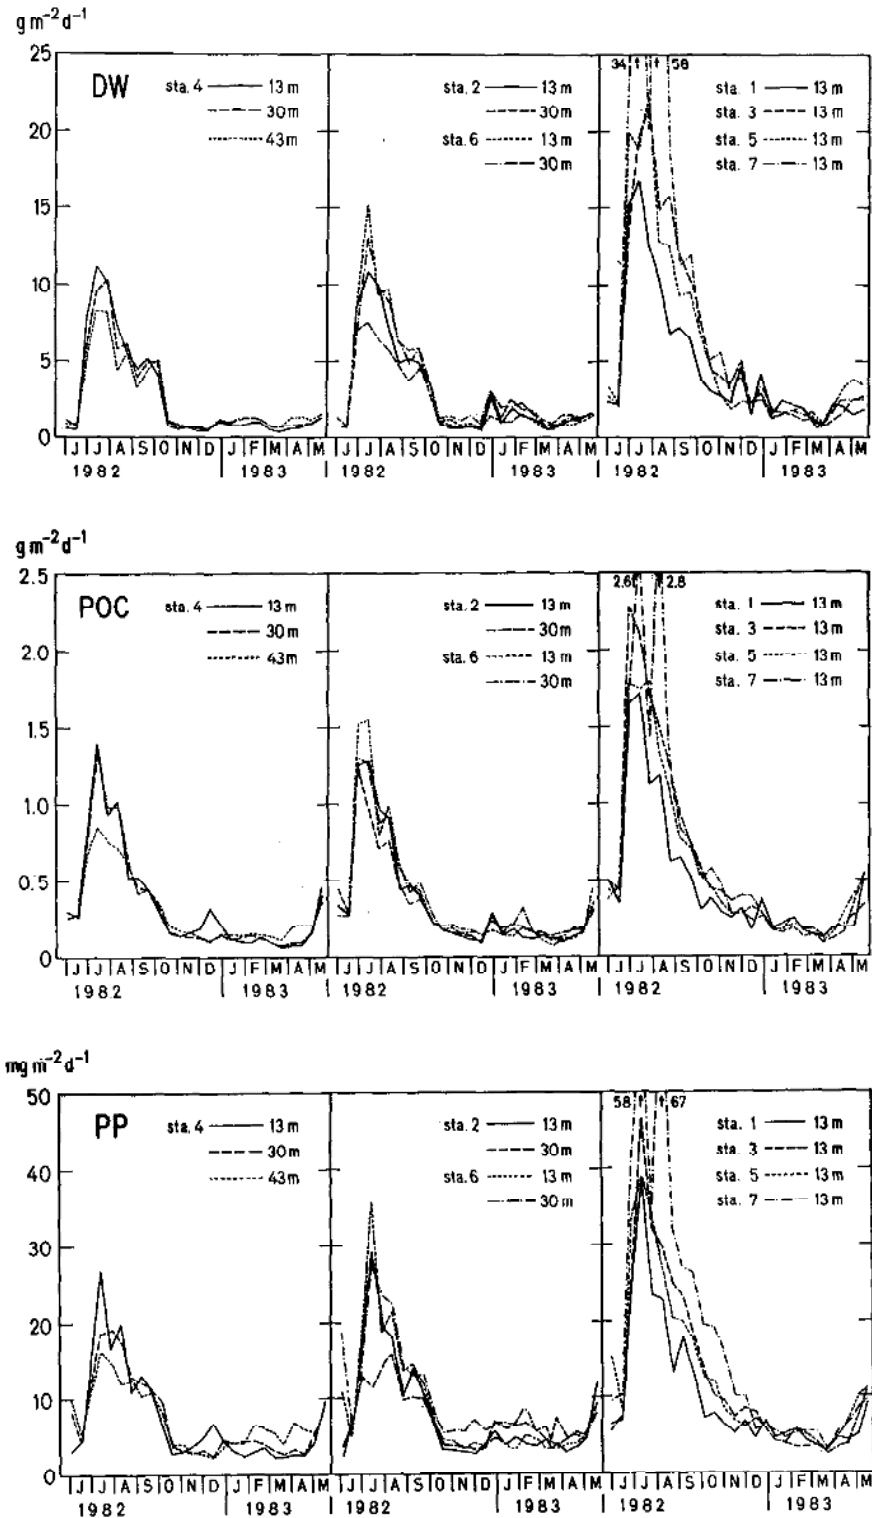 g m⁻² d⁻¹
25
20
15
10
5
0
DW
sta. 4 13 m
30 m
43 m
sta. 2 13 m
30 m
sta. 6 13 m
30 m
34 ↑ ↑ 58
sta. 1 13 m
sta. 3 13 m
sta. 5 13 m
sta. 7 13 m
J J A S O N D J F M A M
1982 1983
J J A S O N D J F M A M
1982 1983
J J A S O N D J F M A M
1982 1983
g m⁻² d⁻¹
2.5
2.0
1.5
1.0
0.5
0
POC
sta. 4 13 m
30 m
43 m
sta. 2 13 m
30 m
sta. 6 13 m
30 m
2.6 ↑ ↑ 2.8
sta. 1 13 m
sta. 3 13 m
sta. 5 13 m
sta. 7 13 m
J J A S O N D J F M A M
1982 1983
J J A S O N D J F M A M
1982 1983
J J A S O N D J F M A M
1982 1983
mg m⁻² d⁻¹
50
40
30
20
10
0
PP
sta. 4 13 m
30 m
43 m
sta. 2 13 m
30 m
sta. 6 13 m
30 m
58 ↑ ↑ 67
sta. 1 13 m
sta. 3 13 m
sta. 5 13 m
sta. 7 13 m
J J A S O N D J F M A M
1982 1983
J J A S O N D J F M A M
1982 1983
J J A S O N D J F M A M
1982 1983